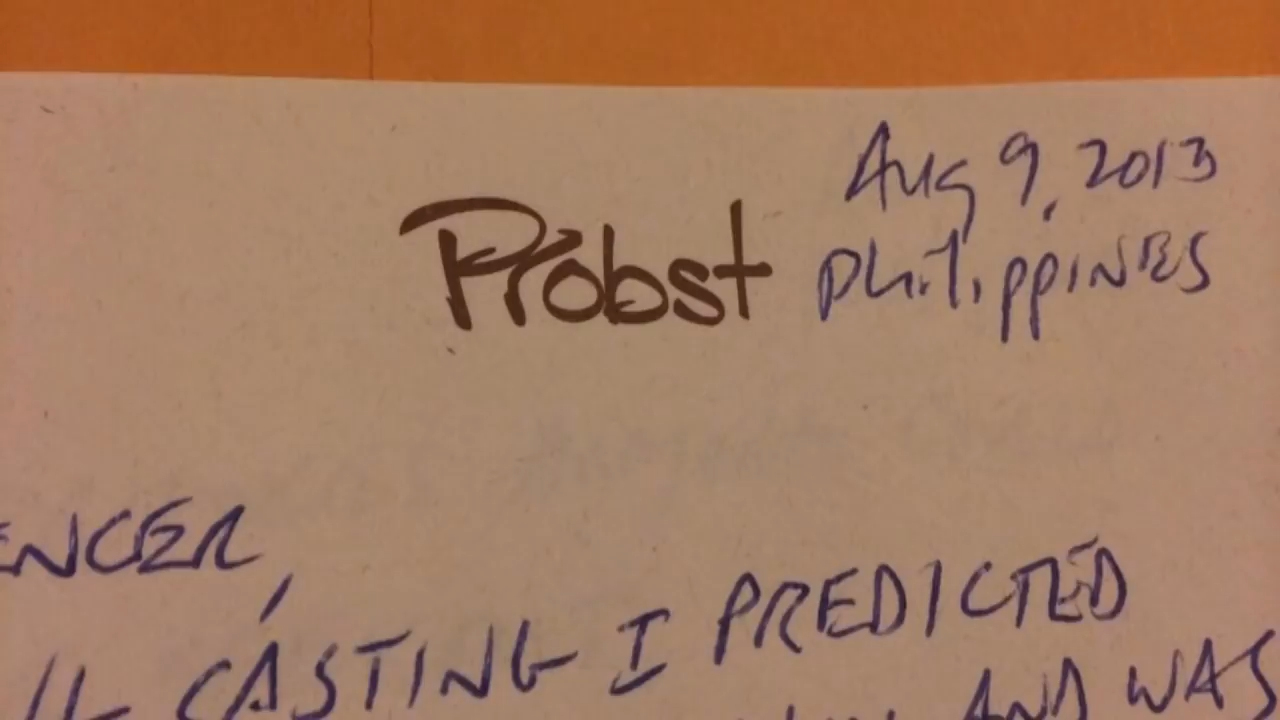 Aug 9, 2013
Probst
PhiliPPINES
ENCER,
CASTING I PREDICTED
AND WAS